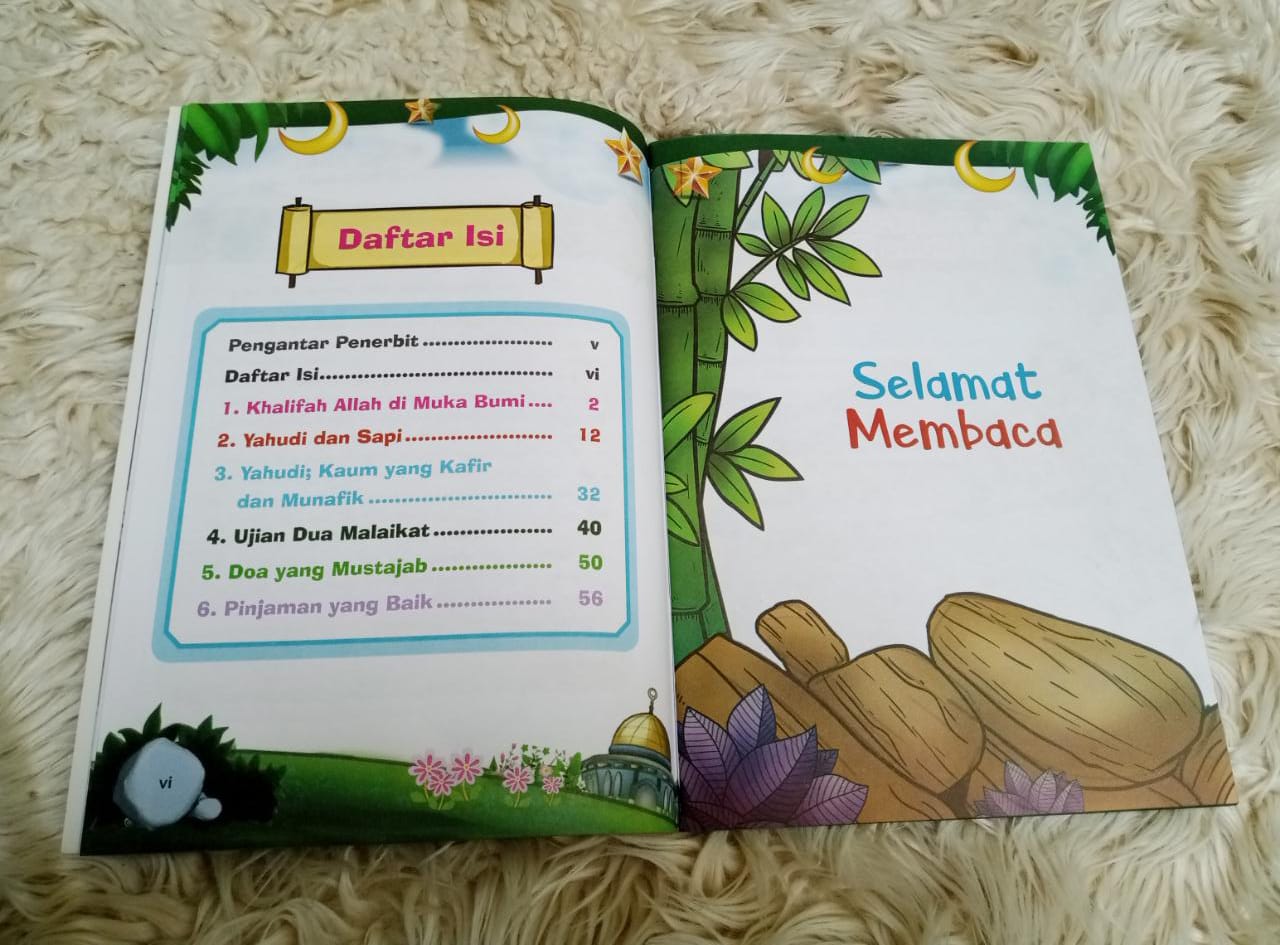 Daftar Isi
Pengantar Penerbit .................... v
Daftar Isi..................................... vi
1. Khalifah Allah di Muka Bumi .... 2
2. Yahudi dan Sapi ....................... 12
3. Yahudi; Kaum yang Kafir
dan Munafik ............................. 32
4. Ujian Dua Malaikat ................... 40
5. Doa yang Mustajab ................... 50
6. Pinjaman yang Baik .................. 56
vi
Selamat
Membaca